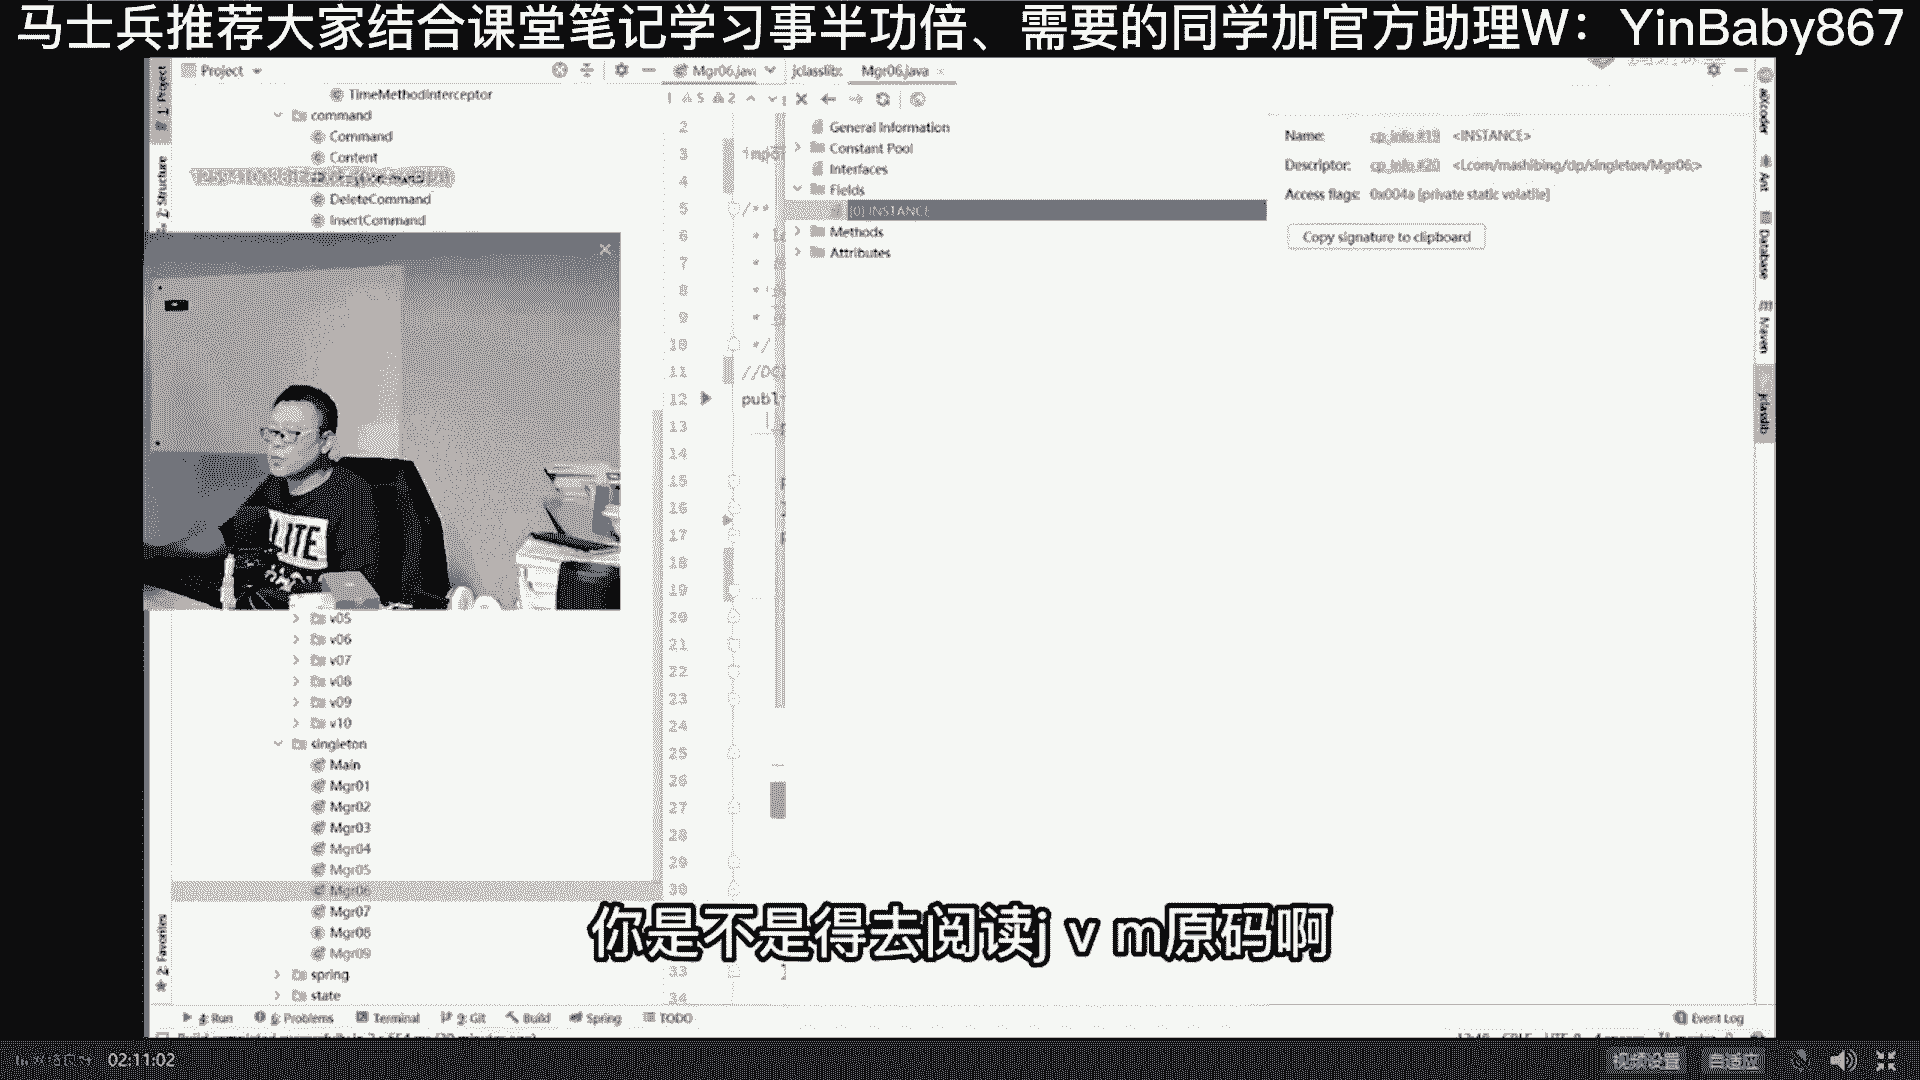 马士兵推荐大家结合课堂笔记学习事半功倍、需要的同学加官方助理W：YinBaby867
Project
Mgr06.java
jclasslib:
Mgr06.java
1: Project
TimeMethodInterceptor
command
Command
Content
DeleteCommand
InsertCommand
Z: Structure
5
2
General Information
Constant Pool
Interfaces
Fields
[0] INSTANCE
Methods
Attributes
Name: cp_info #19 <INSTANCE>
Descriptor: cp_info #20 <Lcom/mashibing/dp/singleton/Mgr06;>
Access flags: 0x004a [private static volatile]
Copy signature to clipboard
Ant
Database
Maven
jclasslib
2
3 impo
4
5 /**
6 *
7 *
8 *
9 *
10 */
11 //DC
12 publ
13
14
15
16
17
18
19
20
21
22
23
24
25
26
27
28
29
30
33
34
LITE
v05
v06
v07
v08
v09
v10
singleton
Main
Mgr01
Mgr02
Mgr03
Mgr04
Mgr05
Mgr06
Mgr07
Mgr08
Mgr09
spring
state
2: Favorites
你是不是得去阅读j v m原码啊
4: Run
6: Problems
Terminal
9: Git
Build
Spring
TODO
Event Log
02:11:02
视频设置
自适应